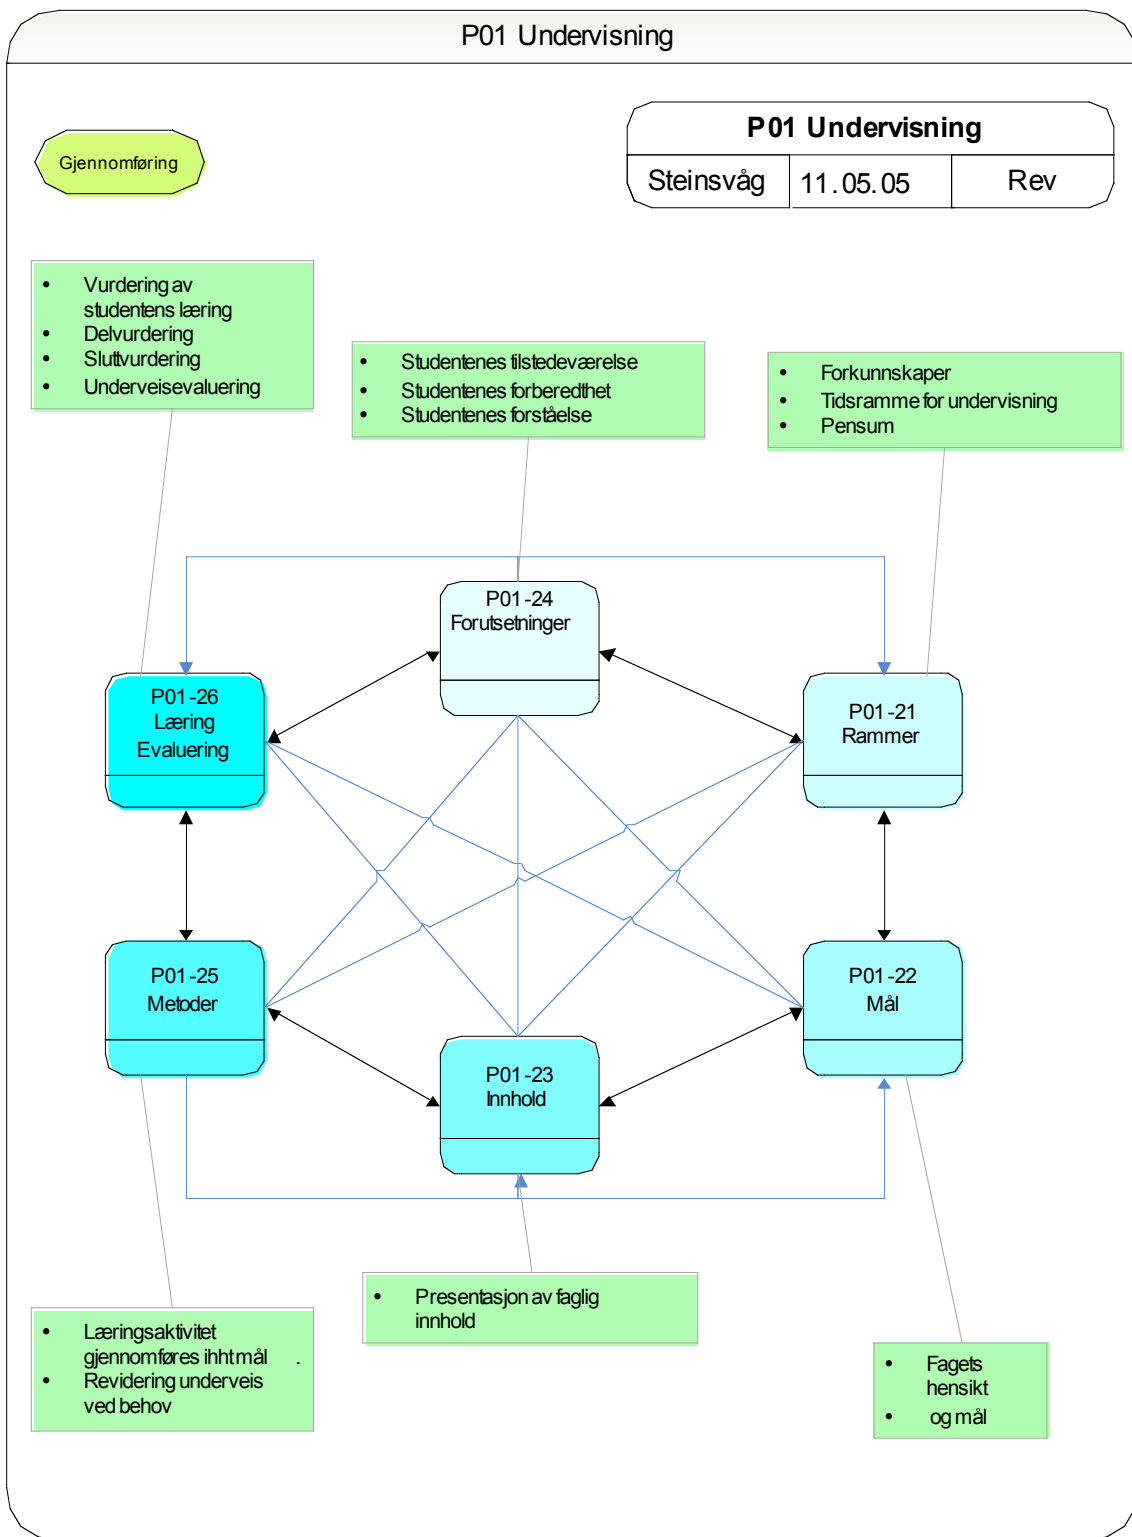 P01 Undervisning
Gjennomføring
P01 Undervisning
Steinsvåg 11.05.05 Rev
• Vurdering av
studentens læring
• Delvurdering
• Sluttvurdering
• Underveisevaluering
• Studentenes tilstedeværelse
• Studentenes forberedthet
• Studentenes forståelse
• Forkunnskaper
• Tidsramme for undervisning
• Pensum
P01-24
Forutsetninger
P01-26
Læring
Evaluering
P01-21
Rammer
P01-25
Metoder
P01-22
Mål
P01-23
Innhold
• Presentasjon av faglig
innhold
• Læringsaktivitet
gjennomføres ihht mål .
• Revidering underveis
ved behov
• Fagets
hensikt
• og mål